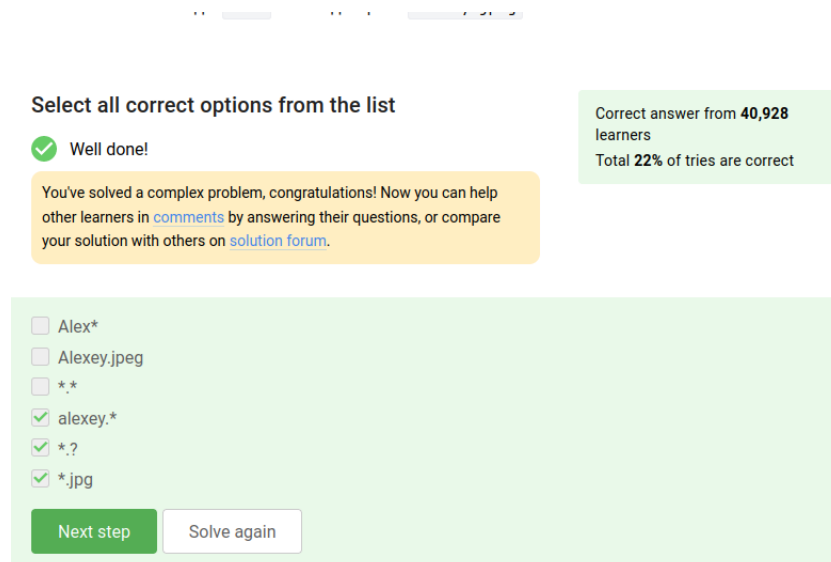 Select all correct options from the list
Correct answer from 40,928
learners
Total 22% of tries are correct
Well done!
You've solved a complex problem, congratulations! Now you can help
other learners in comments by answering their questions, or compare
your solution with others on solution forum.
Alex*
Alexey.jpeg
*.*
alexey.*
*.?
*.jpg
Next step
Solve again